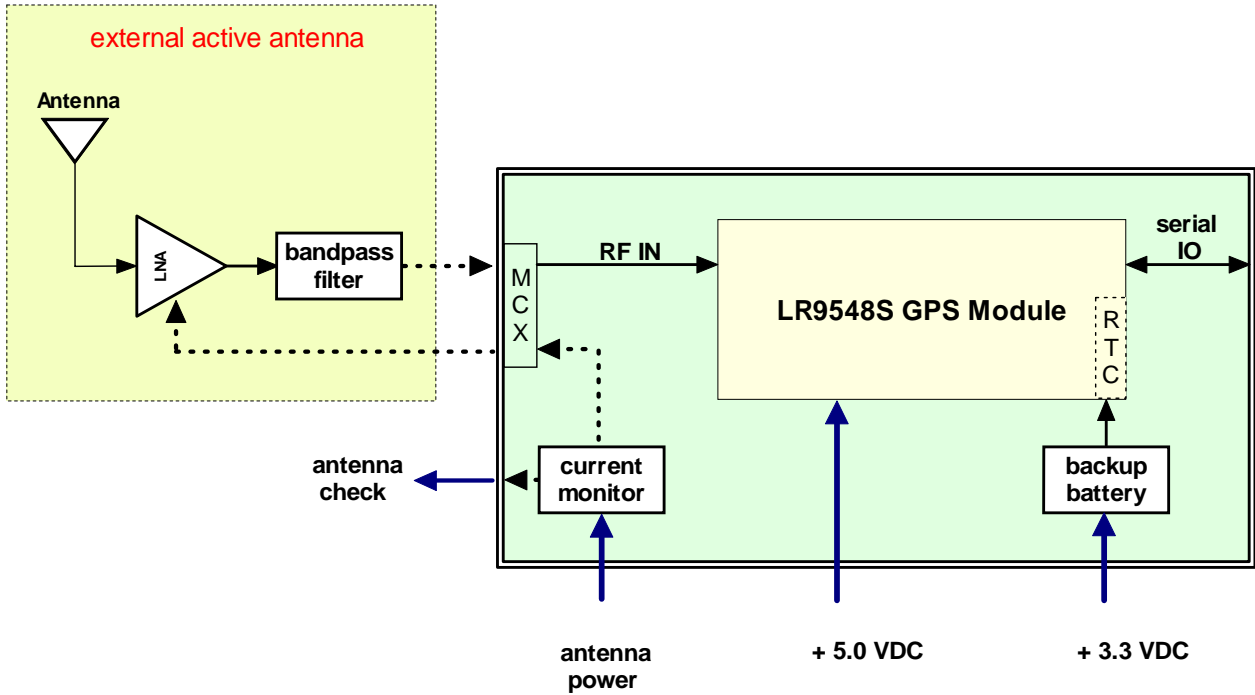 external active antenna
Antenna
LNA
bandpass
filter
MCX
RF IN
LR9548S GPS Module
serial
IO
RTC
antenna
check
current
monitor
backup
battery
antenna
power
+ 5.0 VDC
+ 3.3 VDC